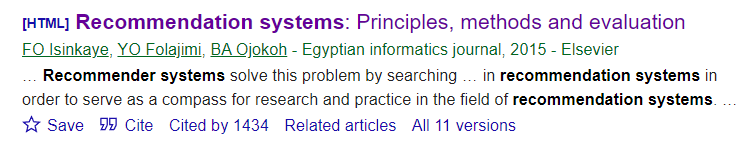 [HTML] Recommendation systems: Principles, methods and evaluation
FO Isinkaye, YO Folajimi, BA Ojokoh - Egyptian informatics journal, 2015 - Elsevier
... Recommender systems solve this problem by searching ... in recommendation systems in
order to serve as a compass for research and practice in the field of recommendation systems. ...
Save Cite Cited by 1434 Related articles All 11 versions